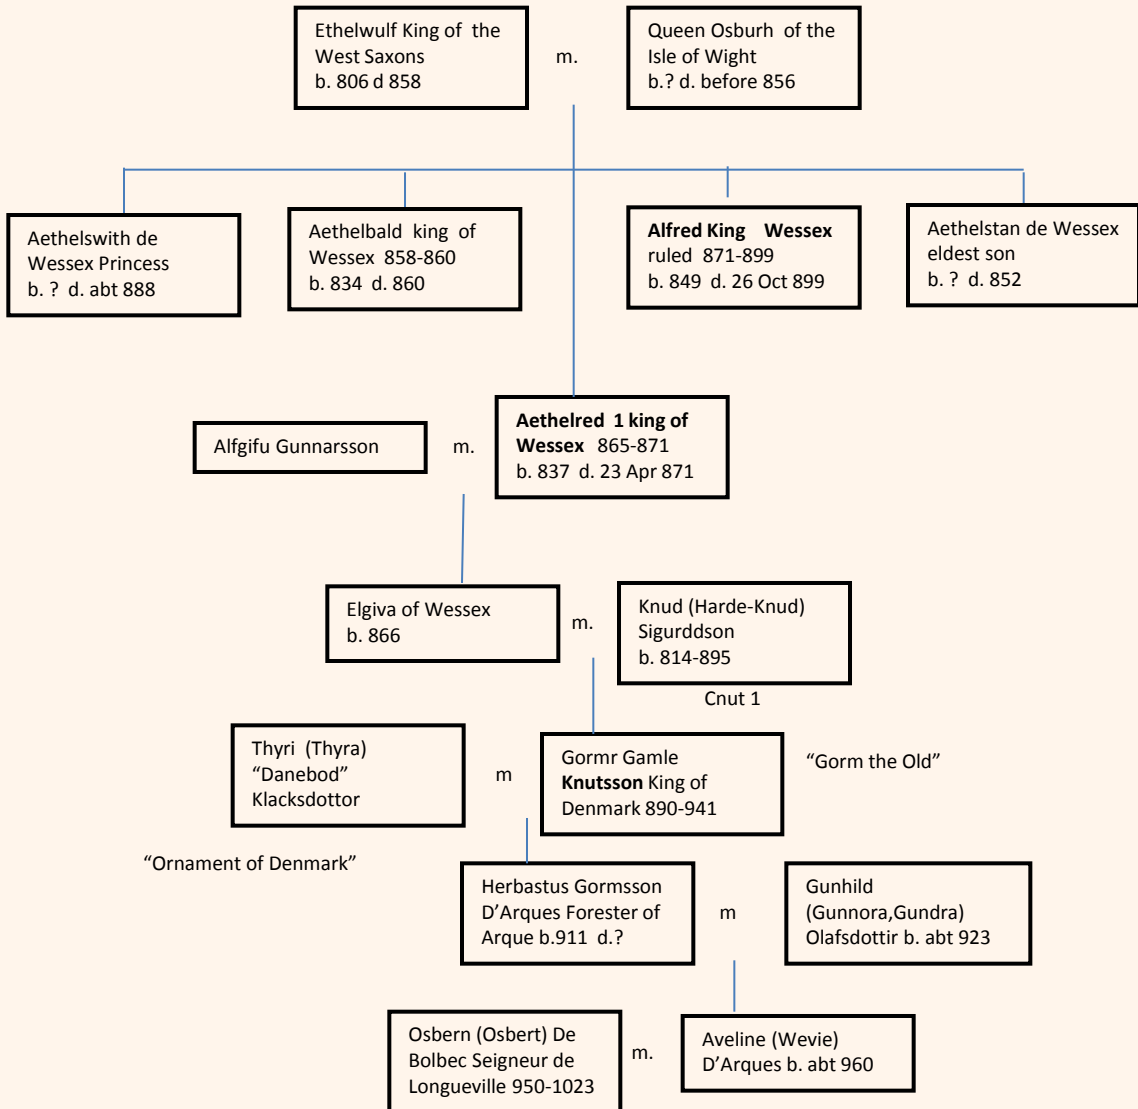 Ethelwulf King of the
West Saxons
b. 806 d 858
m.
Queen Osburh of the
Isle of Wight
b.? d. before 856
Aethelswith de
Wessex Princess
b. ? d. abt 888
Aethelbald king of
Wessex 858-860
b. 834 d. 860
Alfred King Wessex
ruled 871-899
b. 849 d. 26 Oct 899
Aethelstan de Wessex
eldest son
b. ? d. 852
Alfgifu Gunnarsson
m.
Aethelred 1 king of
Wessex 865-871
b. 837 d. 23 Apr 871
Elgiva of Wessex
b. 866
m.
Knud (Harde-Knud)
Sigurddson
b. 814-895
Cnut 1
Thyri (Thyra)
“Danebod”
Klacksdottor
m
Gormr Gamle
Knutsson King of
Denmark 890-941
“Gorm the Old”
“Ornament of Denmark”
Herbastus Gormsson
D’Arques Forester of
Arque b.911 d.?
m
Gunhild
(Gunnora,Gundra)
Olafsdottir b. abt 923
Osbern (Osbert) De
Bolbec Seigneur de
Longueville 950-1023
m.
Aveline (Wevie)
D’Arques b. abt 960